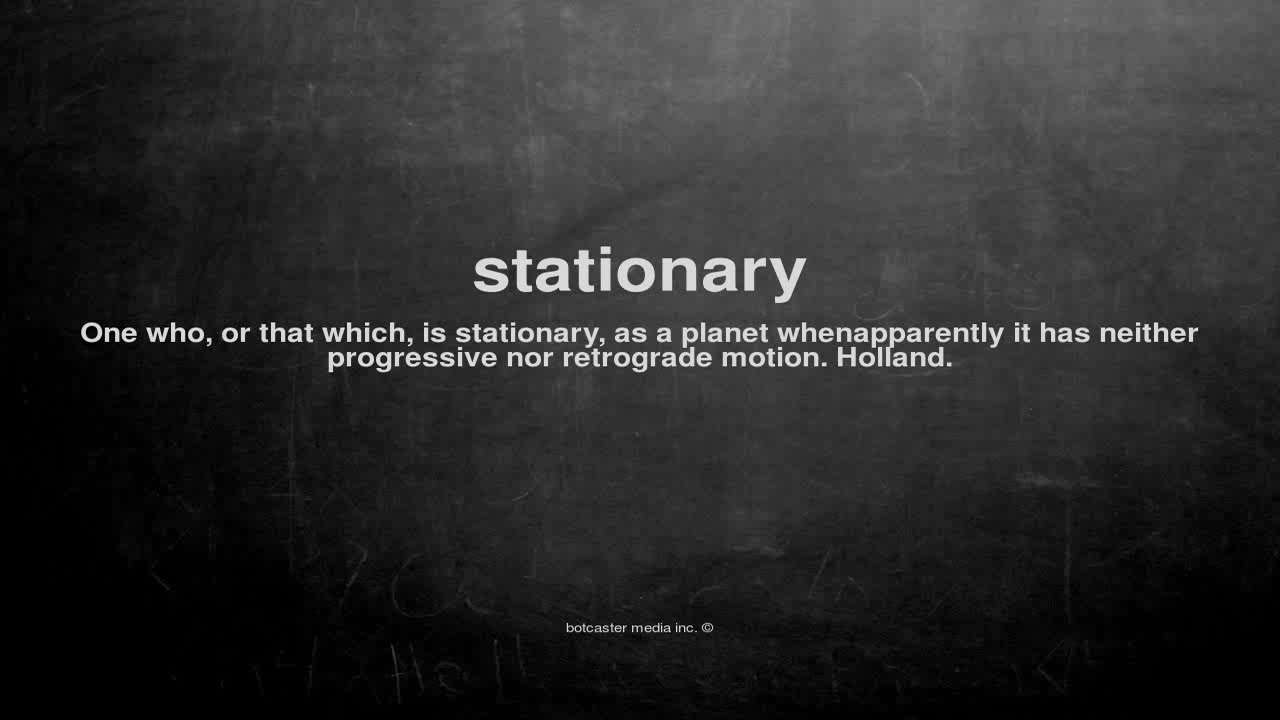 stationary
One who, or that which, is stationary, as a planet whenapparently it has neither
progressive nor retrograde motion. Holland.
botcaster media inc. ©